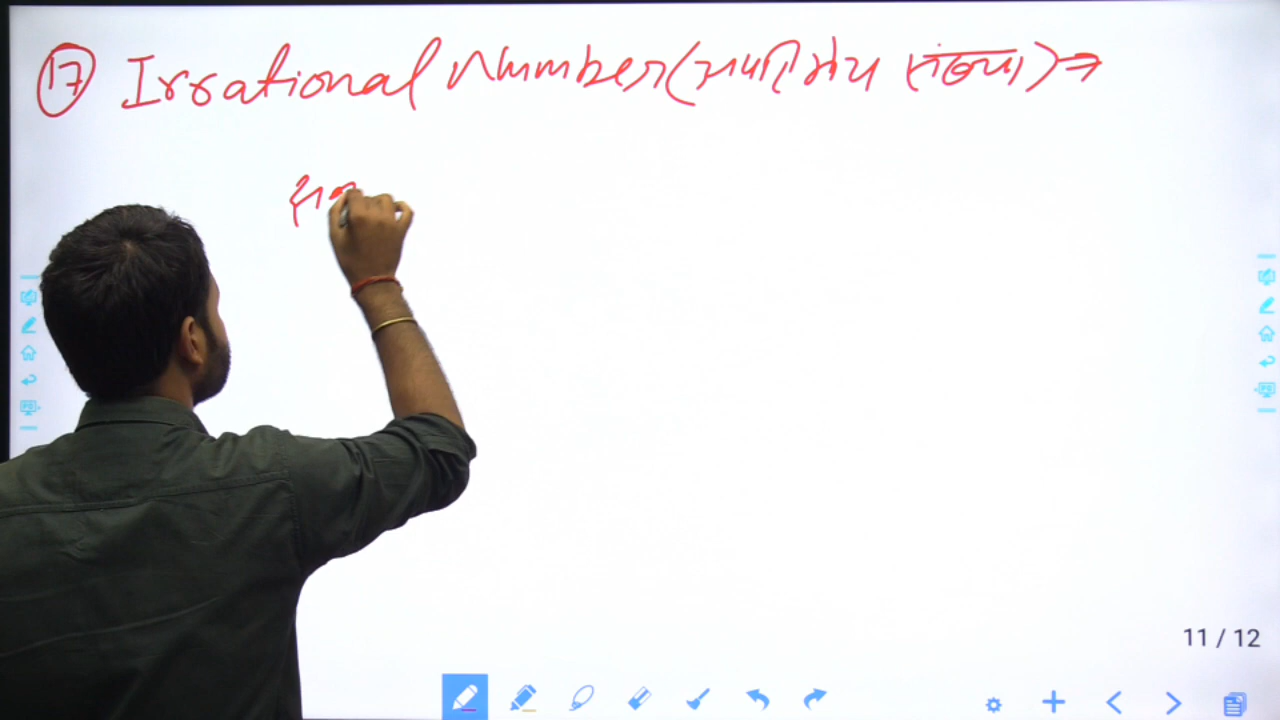 17 Irrational Number (अपरिमेय संख्या) →
11 / 12